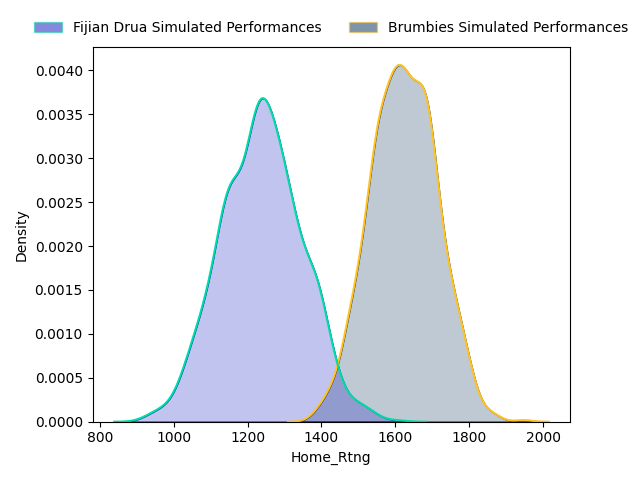 Fijian Drua Simulated Performances
Brumbies Simulated Performances
0.0040
0.0035
0.0030
0.0025
0.0020
0.0015
0.0010
0.0005
0.0000
Density
800 1000 1200 1400 1600 1800 2000
Home_Rtng